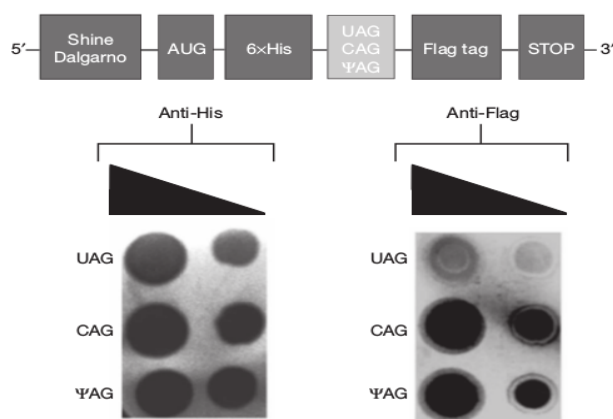 5′ Shine Dalgarno AUG 6×His UAG CAG ΨAG Flag tag STOP 3′
Anti-His Anti-Flag
UAG UAG
CAG CAG
ΨAG ΨAG